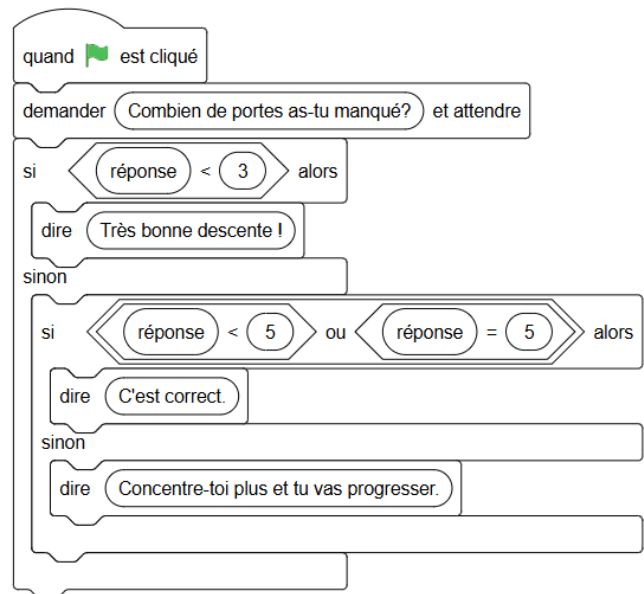 quand est cliqué
demander Combien de portes as-tu manqué? et attendre
si réponse < 3 alors
dire Très bonne descente !
sinon
si réponse < 5 ou réponse = 5 alors
dire C'est correct.
sinon
dire Concentre-toi plus et tu vas progresser.